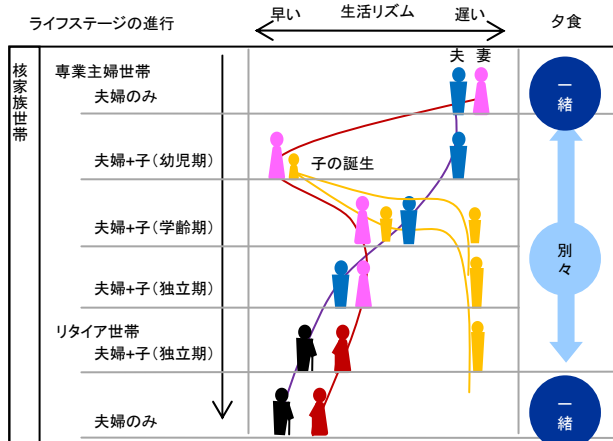 ライフステージの進行
早い
生活リズム
遅い
夕食
核家族世帯
専業主婦世帯
夫婦のみ
夫
妻
一緒
夫婦+子(幼児期)
子の誕生
夫婦+子(学齢期)
別々
夫婦+子(独立期)
リタイア世帯
夫婦+子(独立期)
夫婦のみ
一緒